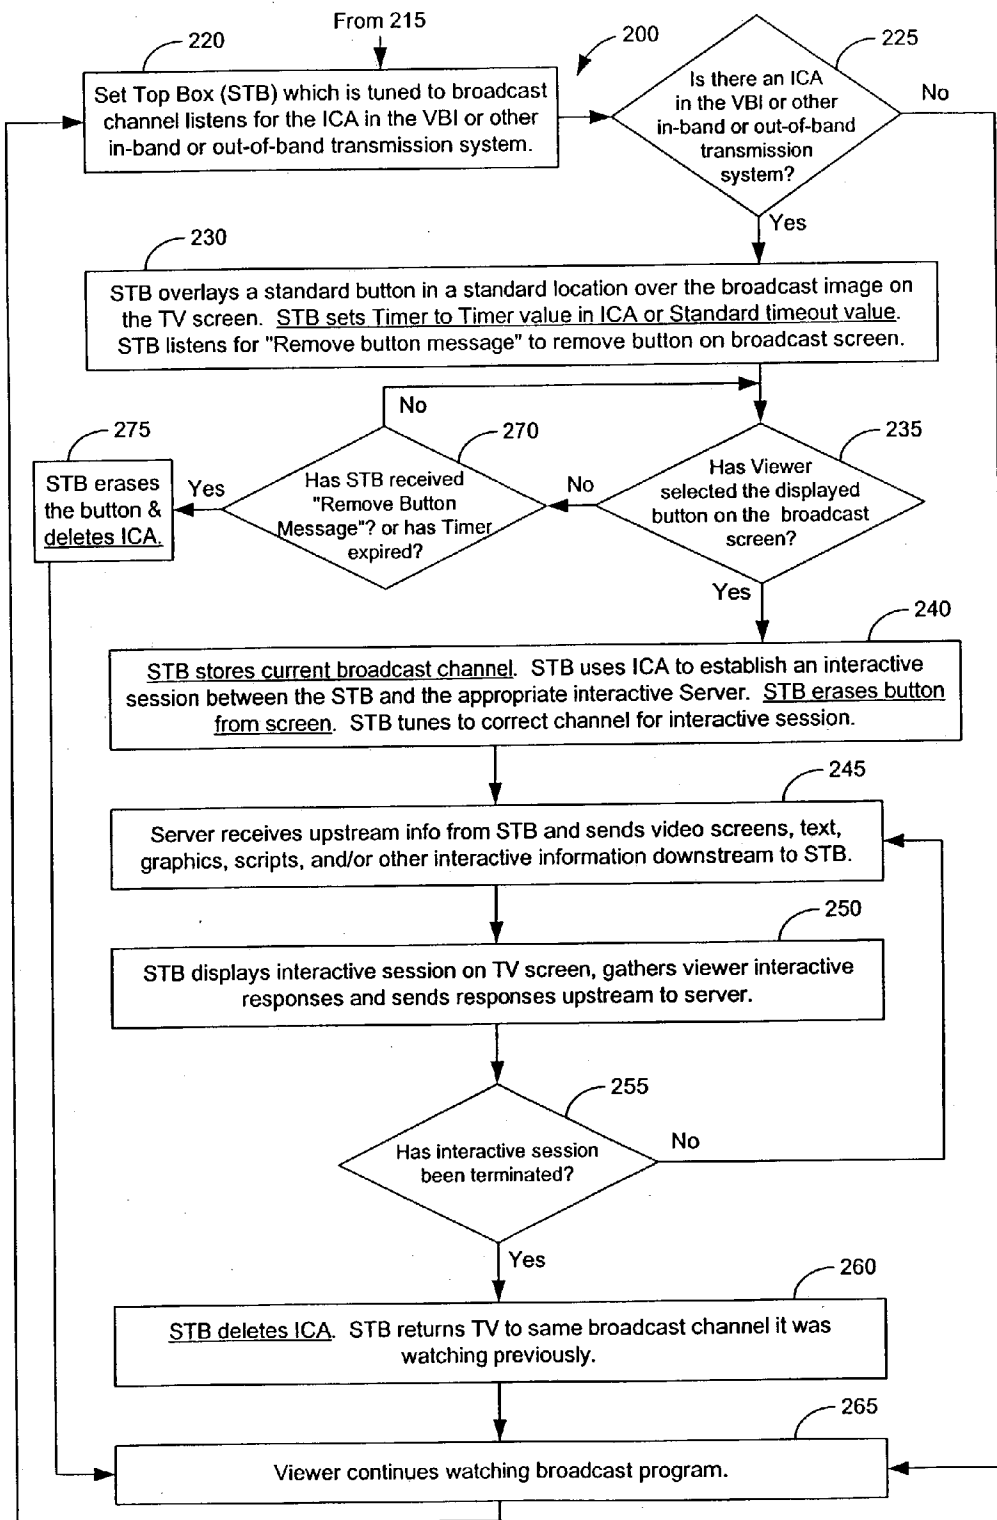 From 215
220
200
225
Set Top Box (STB) which is tuned to broadcast
channel listens for the ICA in the VBI or other
in-band or out-of-band transmission system.
Is there an ICA
in the VBI or other
in-band or out-of-band
transmission
system?
No
Yes
230
STB overlays a standard button in a standard location over the broadcast image on
the TV screen. STB sets Timer to Timer value in ICA or Standard timeout value.
STB listens for "Remove button message" to remove button on broadcast screen.
No
275
270
235
STB erases
the button &
deletes ICA.
Yes
Has STB received
"Remove Button
Message"? or has Timer
expired?
No
Has Viewer
selected the displayed
button on the broadcast
screen?
Yes
240
STB stores current broadcast channel. STB uses ICA to establish an interactive
session between the STB and the appropriate interactive Server. STB erases button
from screen. STB tunes to correct channel for interactive session.
245
Server receives upstream info from STB and sends video screens, text,
graphics, scripts, and/or other interactive information downstream to STB.
250
STB displays interactive session on TV screen, gathers viewer interactive
responses and sends responses upstream to server.
255
Has interactive session
been terminated?
No
Yes
260
STB deletes ICA. STB returns TV to same broadcast channel it was
watching previously.
265
Viewer continues watching broadcast program.